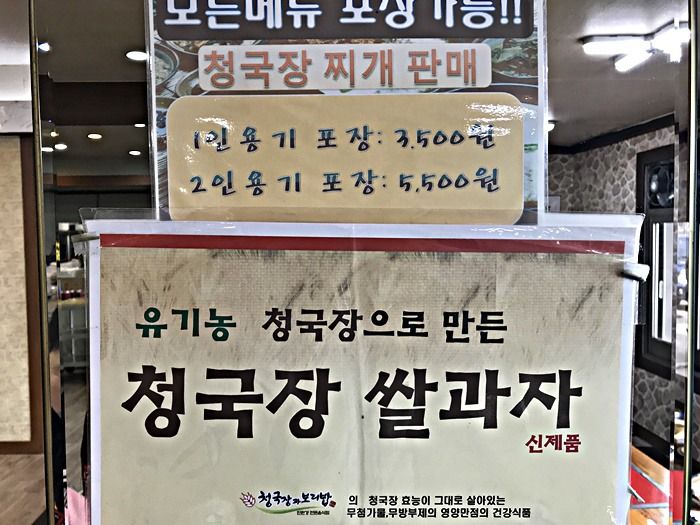 모든메뉴 포장가능!!
청국장 찌개 판매
1인용기 포장: 3,500원
2인용기 포장: 5,500원
유기농 청국장으로 만든
청국장 쌀과자
신제품
청국장과보리밥 의 청국장 효능이 그대로 살아있는
무첨가물,무방부제의 영양만점의 건강식품